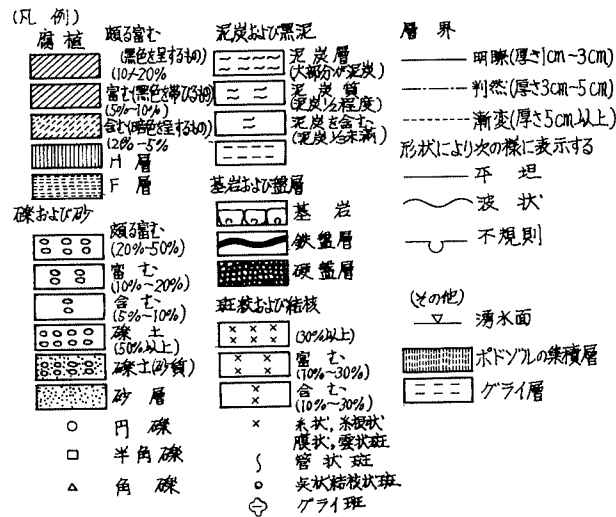 (凡 例)
腐植 頗る富む
(黒色を呈するもの)
(10~20%
富む(黒色を帯びるもの)
(5%~10%)
含む(暗色を呈するもの)
(2%~5%
H 層
F 層
礫および砂
頗る富む
(20%~50%)
富む
(10%~20%)
含む
(5%~10%)
礫土
(50%以上)
礫土(砂質)
砂 層
円 礫
半角礫
角 礫
泥炭および黒泥
泥炭層
(大部分が泥炭)
泥炭質
(泥炭1/2程度)
泥炭を含む
(泥炭1/3未満)
基岩および盤層
基 岩
鉄盤層
硬盤層
斑紋および結核
(30%以上)
富む
(10%~30%)
含む
(10%~30%)
糸状, 糸根状
膜状, 雲状斑
管状斑
点状結核状斑
グライ斑
層 界
明瞭(厚さ1cm~3cm)
判然(厚さ3cm~5cm)
漸変(厚さ5cm以上)
形状により次の様に表示する
平 坦
波 状
不規則
(その他)
湧水面
ポドゾルの集積層
グライ層